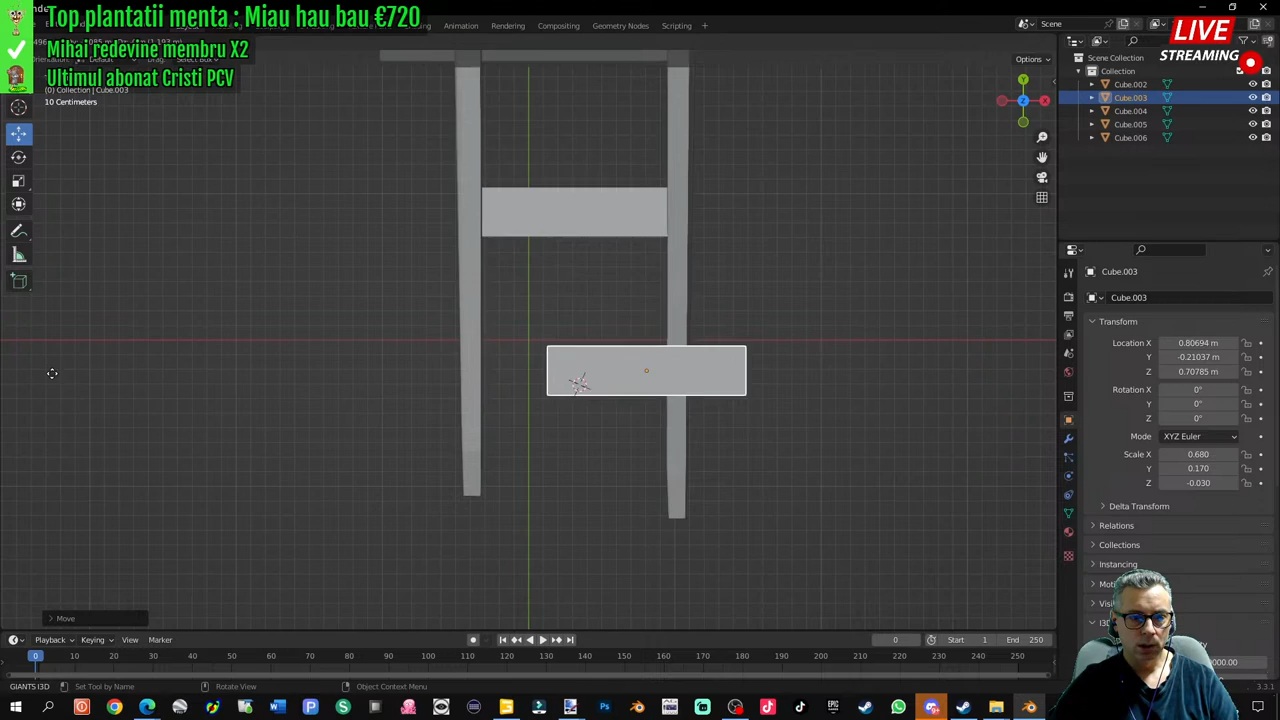 Top plantatii menta : Miau hau bau €720
Mihai redevine membru X2
Ultimul abonat Cristi PCV
LIVE
STREAMING
Animation
Rendering
Compositing
Geometry Nodes
Scripting
+
Scene
Options
(0) Collection | Cube.003
10 Centimeters
Scene Collection
Collection
Cube.002
Cube.003
Cube.004
Cube.005
Cube.006
Y
Z
X
Cube.003
Cube.003
Transform
Location X 0.80694 m
Y -0.21037 m
Z 0.70785 m
Rotation X 0°
Y 0°
Z 0°
Mode XYZ Euler
Scale X 0.680
Y 0.170
Z -0.030
Delta Transform
Relations
Collections
Instancing
Move
Playback
Keying
View
Marker
0
Start 1
End 250
0 10 20 30 40 50 60 70 80 90 100 110 120 130 140 150 160 170 180 190 200 210 220 230 240 250
GIANTS I3D
Set Tool by Name
Rotate View
Object Context Menu
3.3.1